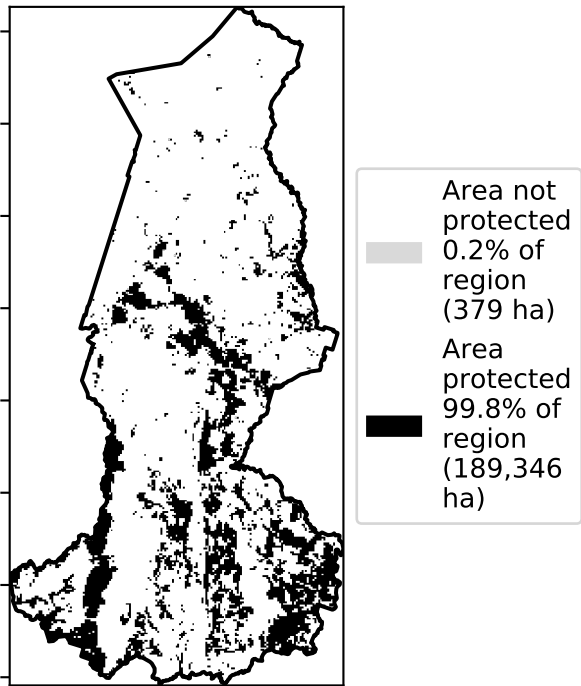 Area not
protected
0.2% of
region
(379 ha)
Area
protected
99.8% of
region
(189,346
ha)